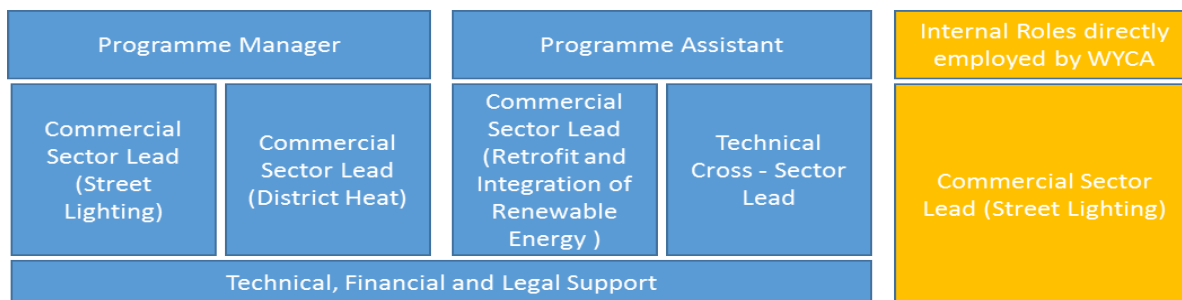 Programme Manager
Programme Assistant
Internal Roles directly
employed by WYCA
Commercial
Sector Lead
(Street
Lighting)
Commercial
Sector Lead
(District Heat)
Commercial
Sector Lead
(Retrofit and
Integration of
Renewable
Energy )
Technical
Cross - Sector
Lead
Commercial Sector
Lead (Street Lighting)
Technical, Financial and Legal Support